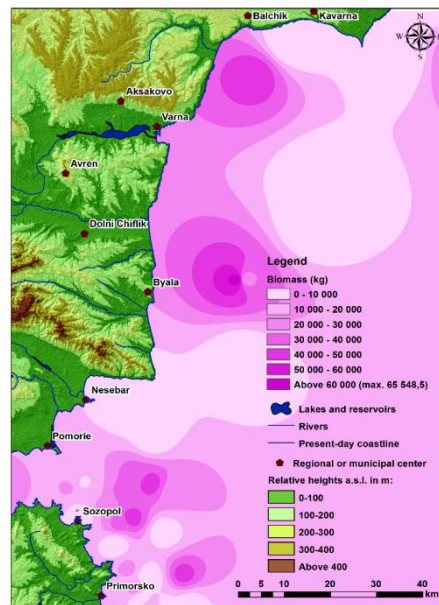 Balchik
Kavarna
N
W
E
S
Aksakovo
Varna
Avren
Dolni Chiflik
Byala
Nesebar
Pomorie
Sozopol
Primorsko
Legend
Biomass (kg)
0 - 10 000
10 000 - 20 000
20 000 - 30 000
30 000 - 40 000
40 000 - 50 000
50 000 - 60 000
Above 60 000 (max. 65 548,5)
Lakes and reservoirs
Rivers
Present-day coastline
Regional or municipal center
Relative heights a.s.l. in m:
0-100
100-200
200-300
300-400
Above 400
0 5 10 20 30 40
km